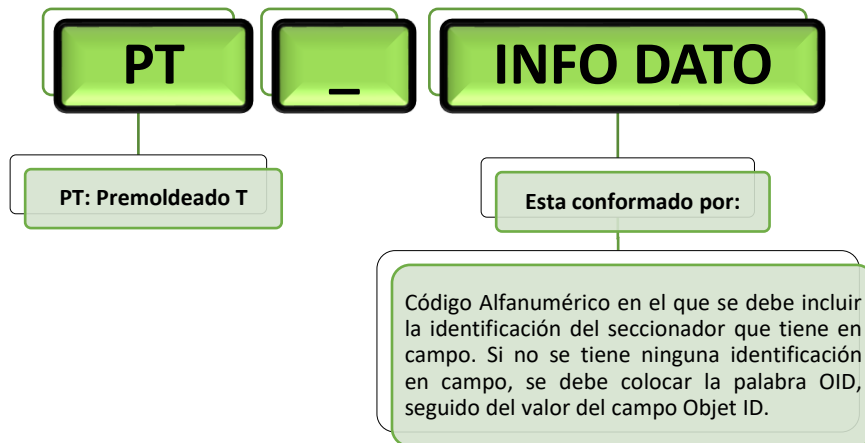 PT _ INFO DATO
PT: Premoldeado T
Esta conformado por:
Código Alfanumérico en el que se debe incluir
la identificación del seccionador que tiene en
campo. Si no se tiene ninguna identificación
en campo, se debe colocar la palabra OID,
seguido del valor del campo Objet ID.